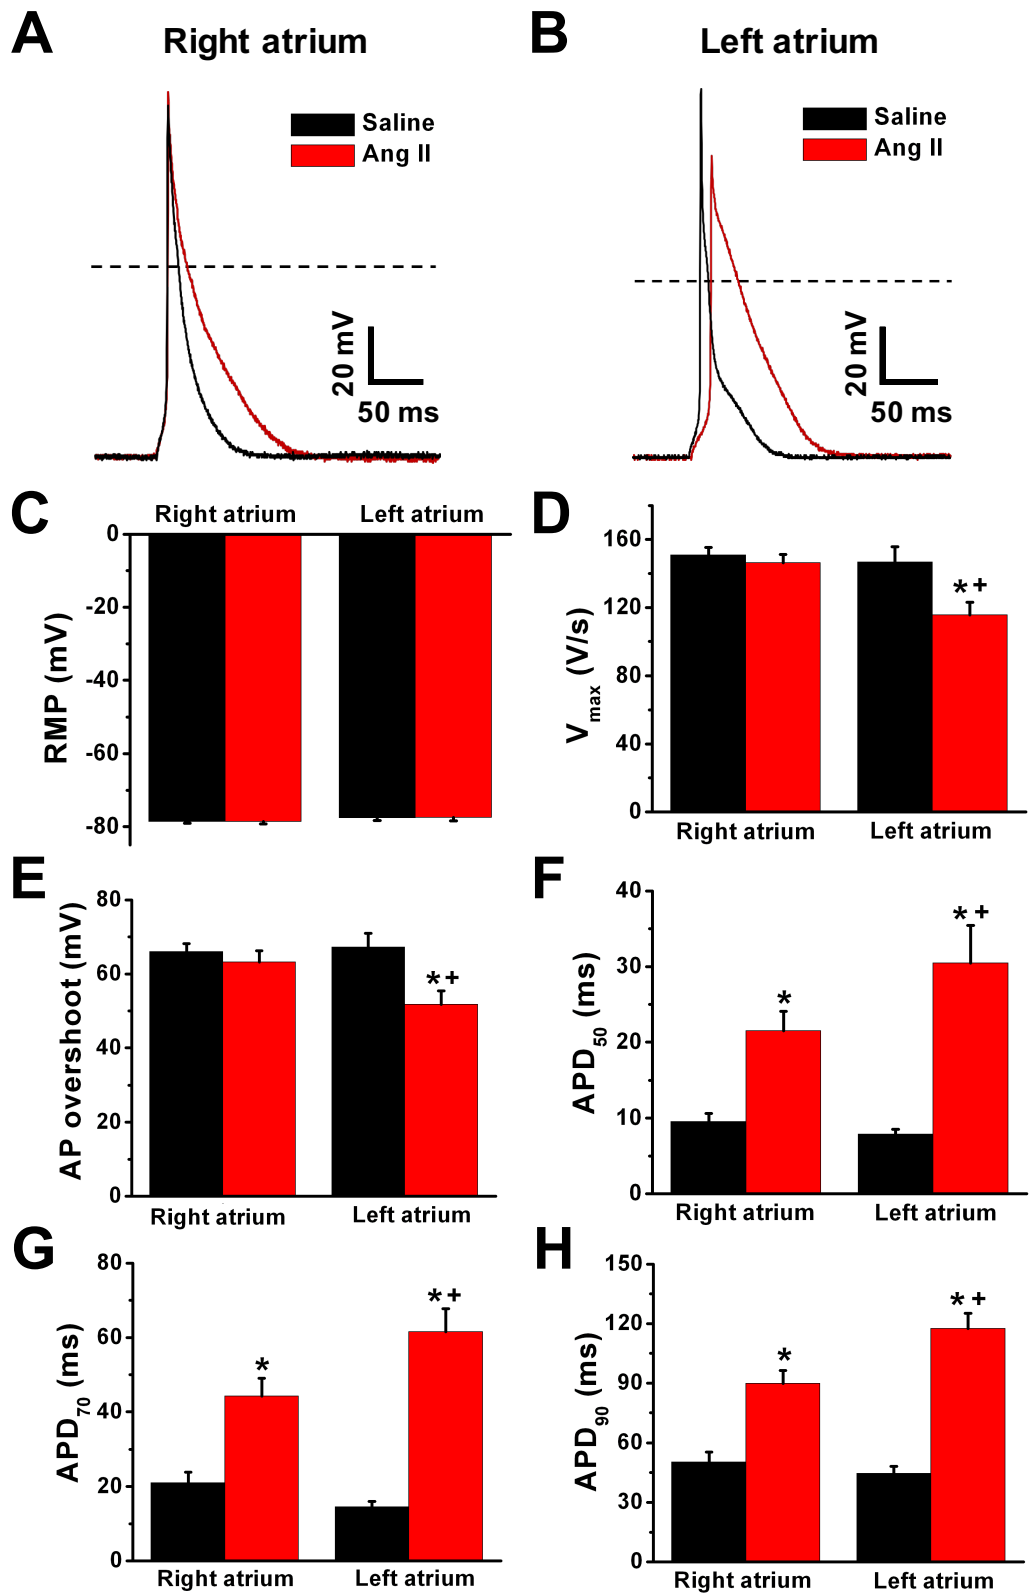 A
Right atrium
Saline
Ang II
20 mV
50 ms
B
Left atrium
Saline
Ang II
20 mV
50 ms
C
Right atrium
Left atrium
RMP (mV)
0
-20
-40
-60
-80
D
Vmax (V/s)
160
120
80
40
0
*+
Right atrium
Left atrium
E
AP overshoot (mV)
80
60
40
20
0
*+
Right atrium
Left atrium
F
APD50 (ms)
40
30
20
10
0
*
*+
Right atrium
Left atrium
G
APD70 (ms)
80
60
40
20
0
*
*+
Right atrium
Left atrium
H
APD90 (ms)
150
120
90
60
30
0
*
*+
Right atrium
Left atrium